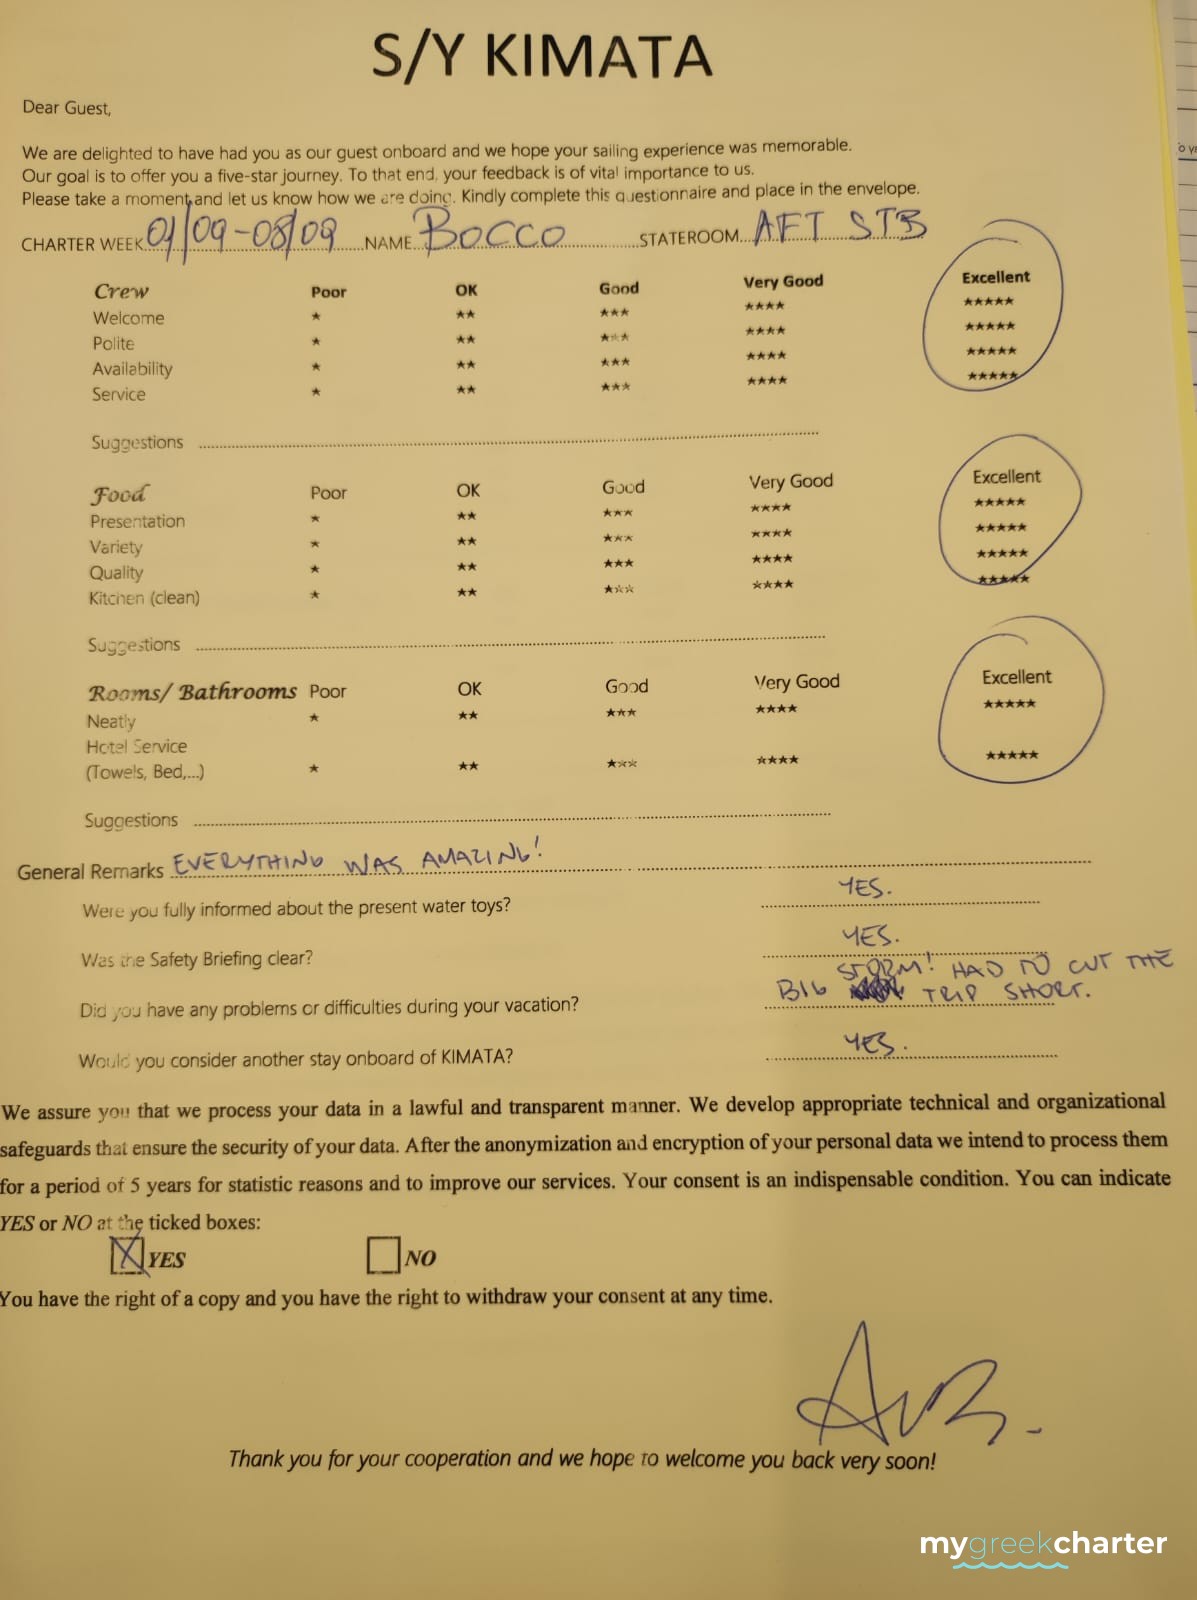 S/Y KIMATA
Dear Guest,
We are delighted to have had you as our guest onboard and we hope your sailing experience was memorable.
Our goal is to offer you a five-star journey. To that end, your feedback is of vital importance to us.
Please take a moment and let us know how we are doing. Kindly complete this questionnaire and place in the envelope.
CHARTER WEEK 01/09-08/09 NAME BOCCO STATEROOM AFT STB
Crew Poor OK Good Very Good Excellent
Welcome * ** *** **** *****
Polite * ** *** **** *****
Availability * ** *** **** *****
Service * ** *** **** *****
Suggestions
Food Poor OK Good Very Good Excellent
Presentation * ** *** **** *****
Variety * ** *** **** *****
Quality * ** *** **** *****
Kitchen (clean) * ** *** **** *****
Suggestions
Rooms/ Bathrooms Poor OK Good Very Good Excellent
Neatly * ** *** **** *****
Hotel Service
(Towels, Bed,...) * ** *** **** *****
Suggestions
General Remarks EVERYTHING WAS AMAZING!
Were you fully informed about the present water toys? YES.
Was the Safety Briefing clear? YES.
STORM! HAD TO CUT THE
Did you have any problems or difficulties during your vacation? BIG TRIP SHORT.
Would you consider another stay onboard of KIMATA? YES.
We assure you that we process your data in a lawful and transparent manner. We develop appropriate technical and organizational
safeguards that ensure the security of your data. After the anonymization and encryption of your personal data we intend to process them
for a period of 5 years for statistic reasons and to improve our services. Your consent is an indispensable condition. You can indicate
YES or NO at the ticked boxes:
YES NO
You have the right of a copy and you have the right to withdraw your consent at any time.
Thank you for your cooperation and we hope to welcome you back very soon!
mygreekcharter